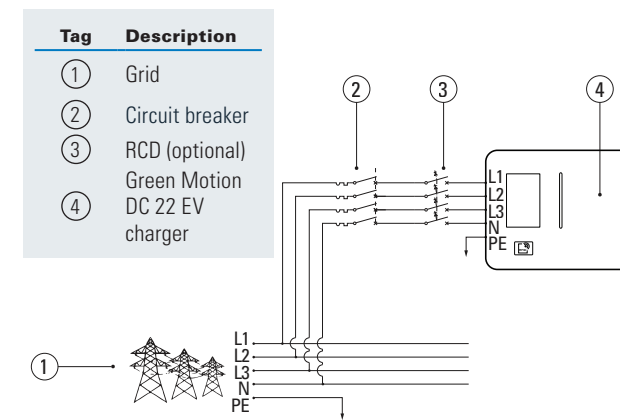 Tag Description
1 Grid
2 Circuit breaker
3 RCD (optional)
4 Green Motion
DC 22 EV
charger
2 3 4
L1
L2
L3
N
PE
1
L1
L2
L3
N
PE